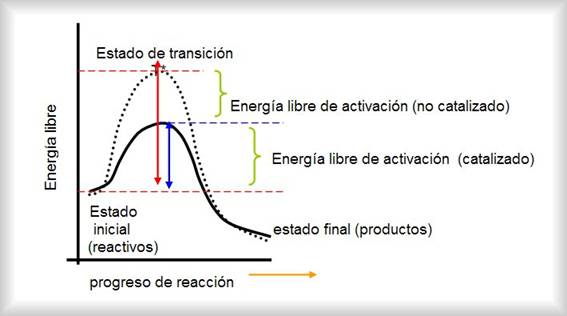 Estado de transición
T*
Energía libre de activación (no catalizado)
Energía libre
Energía libre de activación (catalizado)
Estado
inicial
(reactivos)
estado final (productos)
progreso de reacción